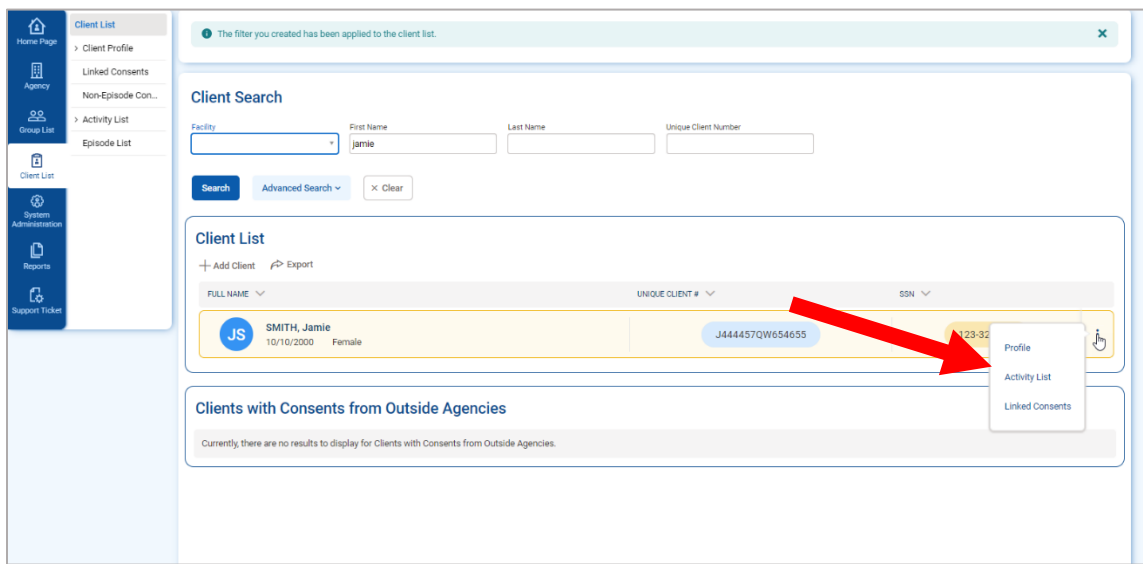 Home Page
Agency
Group List
Client List
System
Administration
Reports
Support Ticket
Client List
> Client Profile
Linked Consents
Non-Episode Con...
> Activity List
Episode List
The filter you created has been applied to the client list.
Client Search
Facility First Name Last Name Unique Client Number
jamie
Search Advanced Search × Clear
Client List
+ Add Client Export
FULL NAME UNIQUE CLIENT # SSN
JS SMITH, Jamie J444457QW654655 123-32
10/10/2000 Female
Profile
Activity List
Linked Consents
Clients with Consents from Outside Agencies
Currently, there are no results to display for Clients with Consents from Outside Agencies.